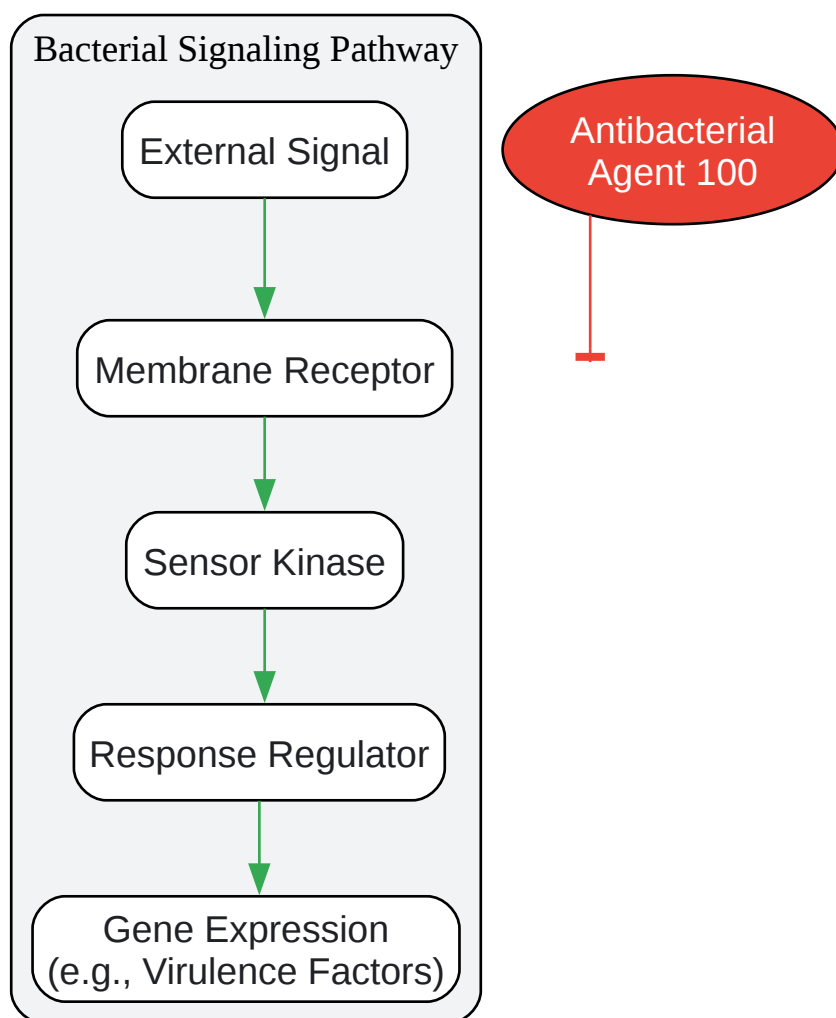 Bacterial Signaling Pathway
External Signal
Antibacterial
Agent 100
Membrane Receptor
Sensor Kinase
Response Regulator
Gene Expression
(e.g., Virulence Factors)